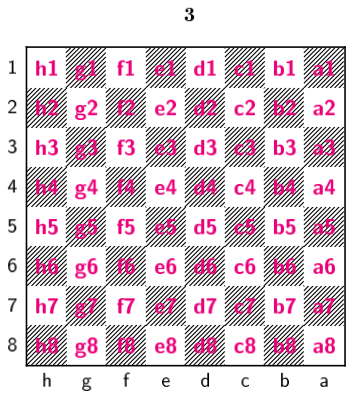 3
1 h1 g1 f1 e1 d1 c1 b1 a1
2 h2 g2 f2 e2 d2 c2 b2 a2
3 h3 g3 f3 e3 d3 c3 b3 a3
4 h4 g4 f4 e4 d4 c4 b4 a4
5 h5 g5 f5 e5 d5 c5 b5 a5
6 h6 g6 f6 e6 d6 c6 b6 a6
7 h7 g7 f7 e7 d7 c7 b7 a7
8 h8 g8 f8 e8 d8 c8 b8 a8
h g f e d c b a